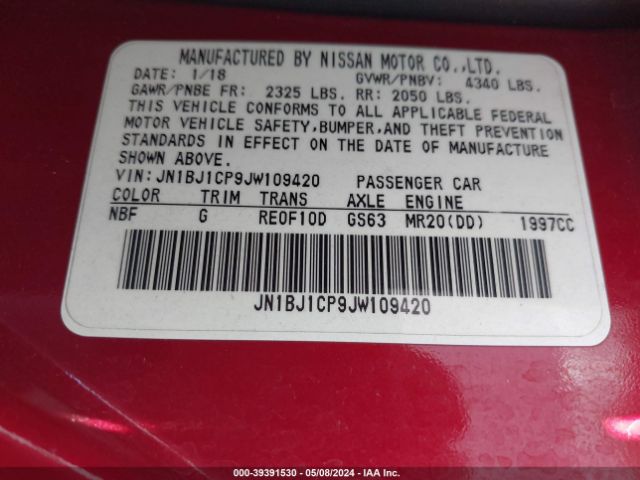 MANUFACTURED BY NISSAN MOTOR CO.,LTD.
DATE: 1/18 GVWR/PNBV: 4340 LBS.
GAWR/PNBE FR: 2325 LBS. RR: 2050 LBS.
THIS VEHICLE CONFORMS TO ALL APPLICABLE FEDERAL
MOTOR VEHICLE SAFETY,BUMPER,AND THEFT PREVENTION
STANDARDS IN EFFECT ON THE DATE OF MANUFACTURE
SHOWN ABOVE.
VIN: JN1BJ1CP9JW109420 PASSENGER CAR
COLOR TRIM TRANS AXLE ENGINE
NBF G RE0F10D GS63 MR20(DD) 1997CC
JN1BJ1CP9JW109420
000-39391530 - 05/08/2024 - IAA Inc.